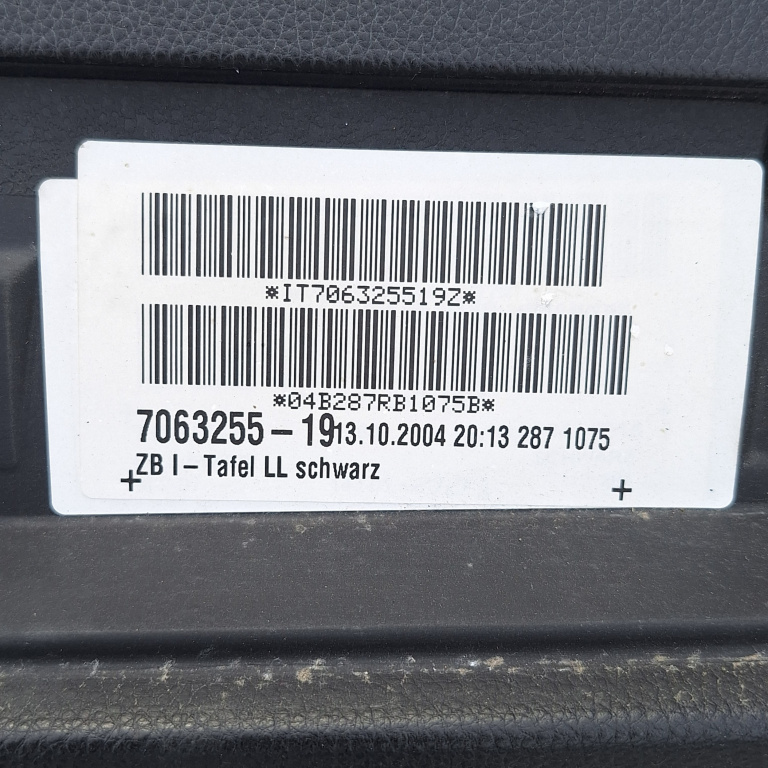 *IT706325519Z*
*04B287RB1075B*
7063255-19 13.10.2004 20:13 287 1075
ZB I-Tafel LL schwarz